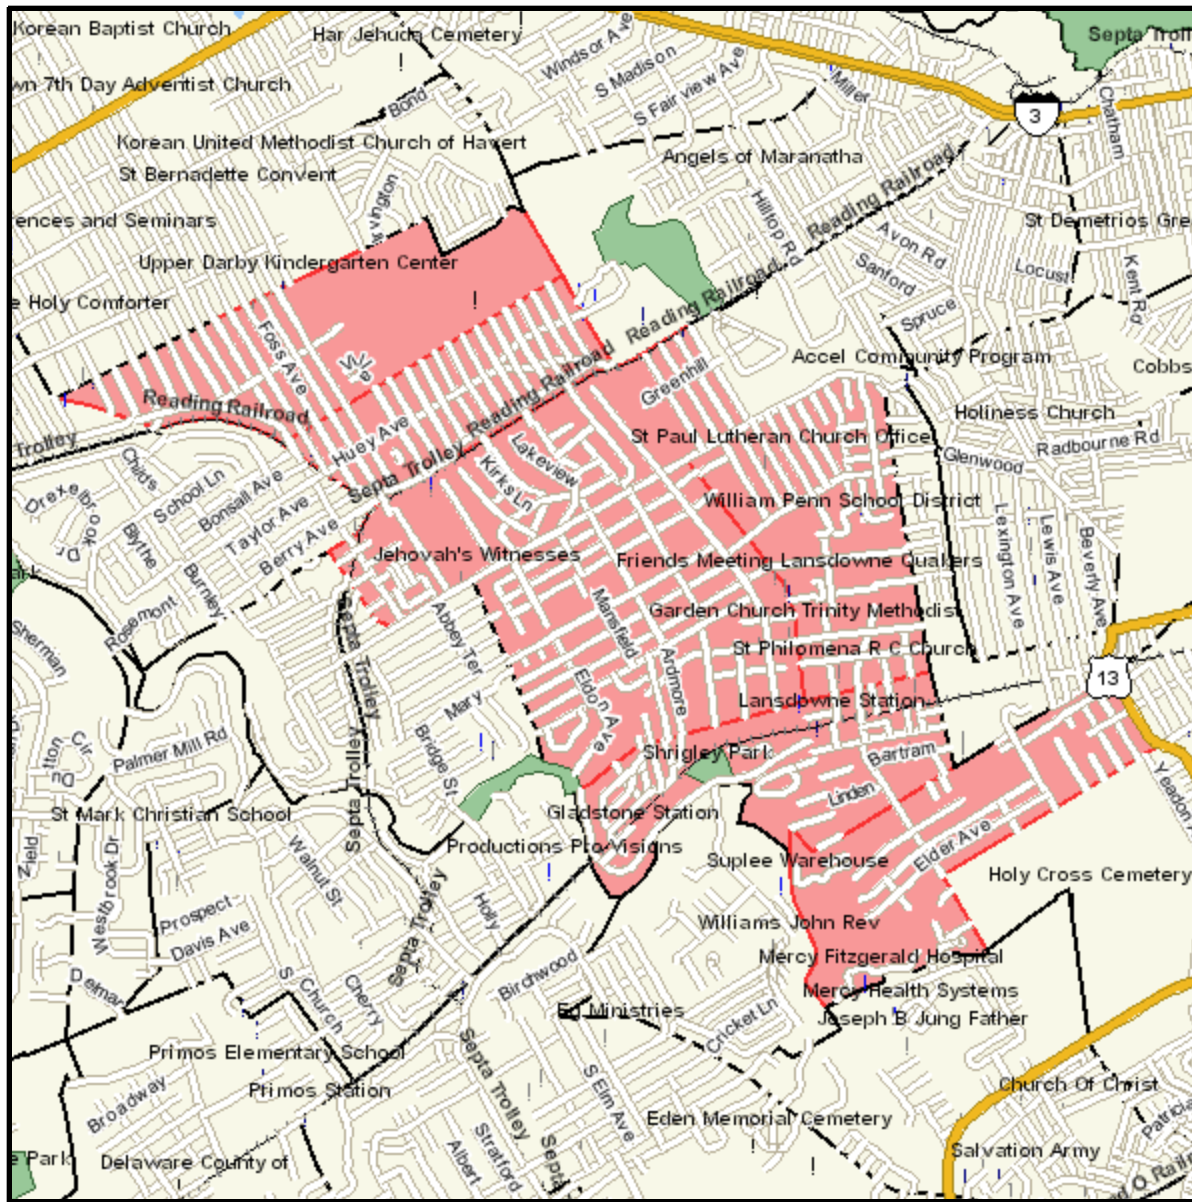 Korean Baptist Church
Har Jehuda Cemetery
Windsor Ave
S Madison
S Fairview Ave
Miller
Septa Troll
wn 7th Day Adventist Church
Bond
Chatham
3
Korean United Methodist Church of Havert
Angels of Maranatha
Reading Railroad
St Bernadette Convent
rences and Seminars
Hilltop Rd
Avon Rd
St Demetrios Gre
Upper Darby Kindergarten Center
Sanford
Locust
Kent Rd
e Holy Comforter
Reading Railroad
Spruce
Foss Ave
Accel Community Program
Cobbs
Greenhill
Reading Railroad
Reading Railroad
Trolley
Huey Ave
Septa Trolley
Lakeview
Kirks Ln
St Paul Lutheran Church Office
Holiness Church
Radbourne Rd
Glenwood
Childs
School Ln
Bonsall Ave
Drexelbrook Dr
Blythe
Taylor Ave
Berry Ave
William Penn School District
Lexington Ave
Lewis Ave
Beverly Ave
Jehovah's Witnesses
Friends Meeting Lansdowne Quakers
ark
Burnley
Rosemont
Mansfield
Garden Church Trinity Methodist
Abbey Ter
Sherman
Septa Trolley
St Philomena R C Church
Ardmore
Eldon Ave
13
Mary
Lansdowne Station
Bridge St
Palmer Mill Rd
Cir
Septa Trolley
Shrigley Park
Bartram
Linden
Yeadon A
St Mark Christian School
Gladstone Station
Elder Ave
Productions Pro Visions
Suplee Warehouse
Holy Cross Cemetery
Westbrook Dr
Walnut St
Holly
Prospect
Davis Ave
Septa Trolley
Williams John Rev
Mercy Fitzgerald Hospital
Delmar
S Church
Cherry
Birchwood
Mercy Health Systems
Eg Ministries
Cricket Ln
Joseph B Jung Father
Primos Elementary School
Septa Trolley
Primos Station
Church Of Christ
Broadway
S Elm Ave
Eden Memorial Cemetery
Patricia
e Park
Delaware County of
Albert
Stratford
Septa
Salvation Army
O Railr